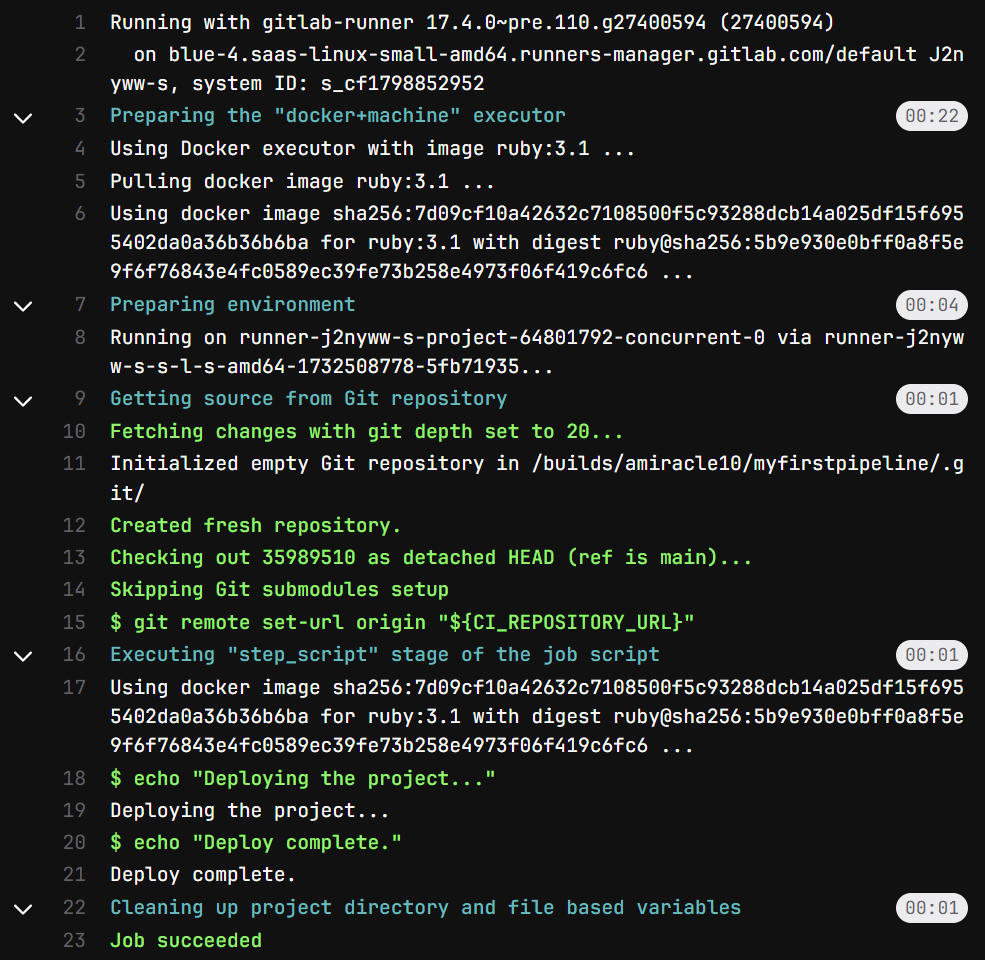 1 Running with gitlab-runner 17.4.0~pre.110.g27400594 (27400594)
2 on blue-4.saas-linux-small-amd64.runners-manager.gitlab.com/default J2n
yww-s, system ID: s_cf1798852952
3 Preparing the "docker+machine" executor 00:22
4 Using Docker executor with image ruby:3.1 ...
5 Pulling docker image ruby:3.1 ...
6 Using docker image sha256:7d09cf10a42632c7108500f5c93288dcb14a025df15f695
5402da0a36b36b6ba for ruby:3.1 with digest ruby@sha256:5b9e930e0bff0a8f5e
9f6f76843e4fc0589ec39fe73b258e4973f06f419c6fc6 ...
7 Preparing environment 00:04
8 Running on runner-j2nyww-s-project-64801792-concurrent-0 via runner-j2nyw
w-s-s-l-s-amd64-1732508778-5fb71935...
9 Getting source from Git repository 00:01
10 Fetching changes with git depth set to 20...
11 Initialized empty Git repository in /builds/amiracle10/myfirstpipeline/.g
it/
12 Created fresh repository.
13 Checking out 35989510 as detached HEAD (ref is main)...
14 Skipping Git submodules setup
15 $ git remote set-url origin "${CI_REPOSITORY_URL}"
16 Executing "step_script" stage of the job script 00:01
17 Using docker image sha256:7d09cf10a42632c7108500f5c93288dcb14a025df15f695
5402da0a36b36b6ba for ruby:3.1 with digest ruby@sha256:5b9e930e0bff0a8f5e
9f6f76843e4fc0589ec39fe73b258e4973f06f419c6fc6 ...
18 $ echo "Deploying the project..."
19 Deploying the project...
20 $ echo "Deploy complete."
21 Deploy complete.
22 Cleaning up project directory and file based variables 00:01
23 Job succeeded